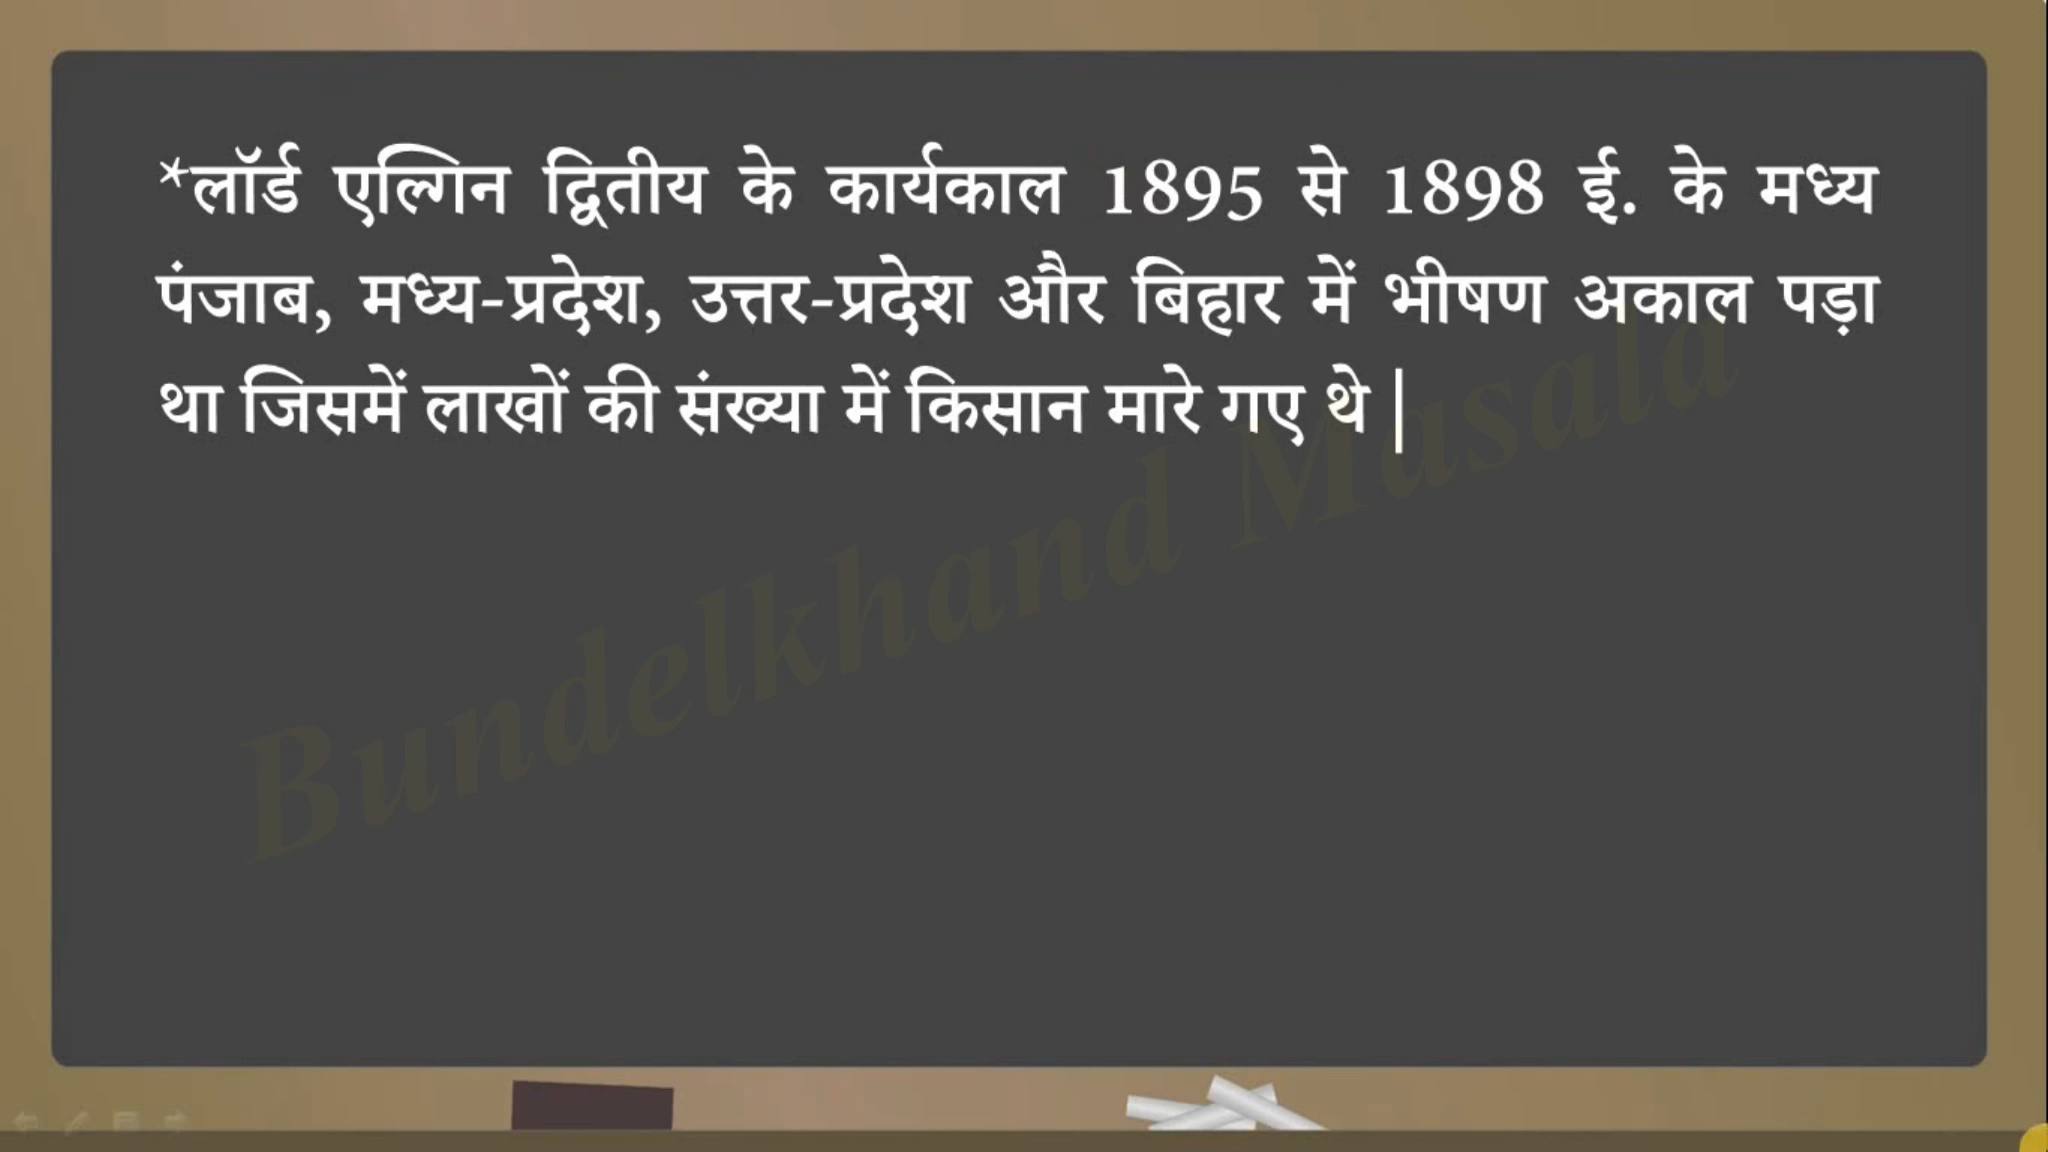 *लॉर्ड एल्गिन द्वितीय के कार्यकाल 1895 से 1898 ई. के मध्य
पंजाब, मध्य-प्रदेश, उत्तर-प्रदेश और बिहार में भीषण अकाल पड़ा
था जिसमें लाखों की संख्या में किसान मारे गए थे |
Bundelkhand Masala